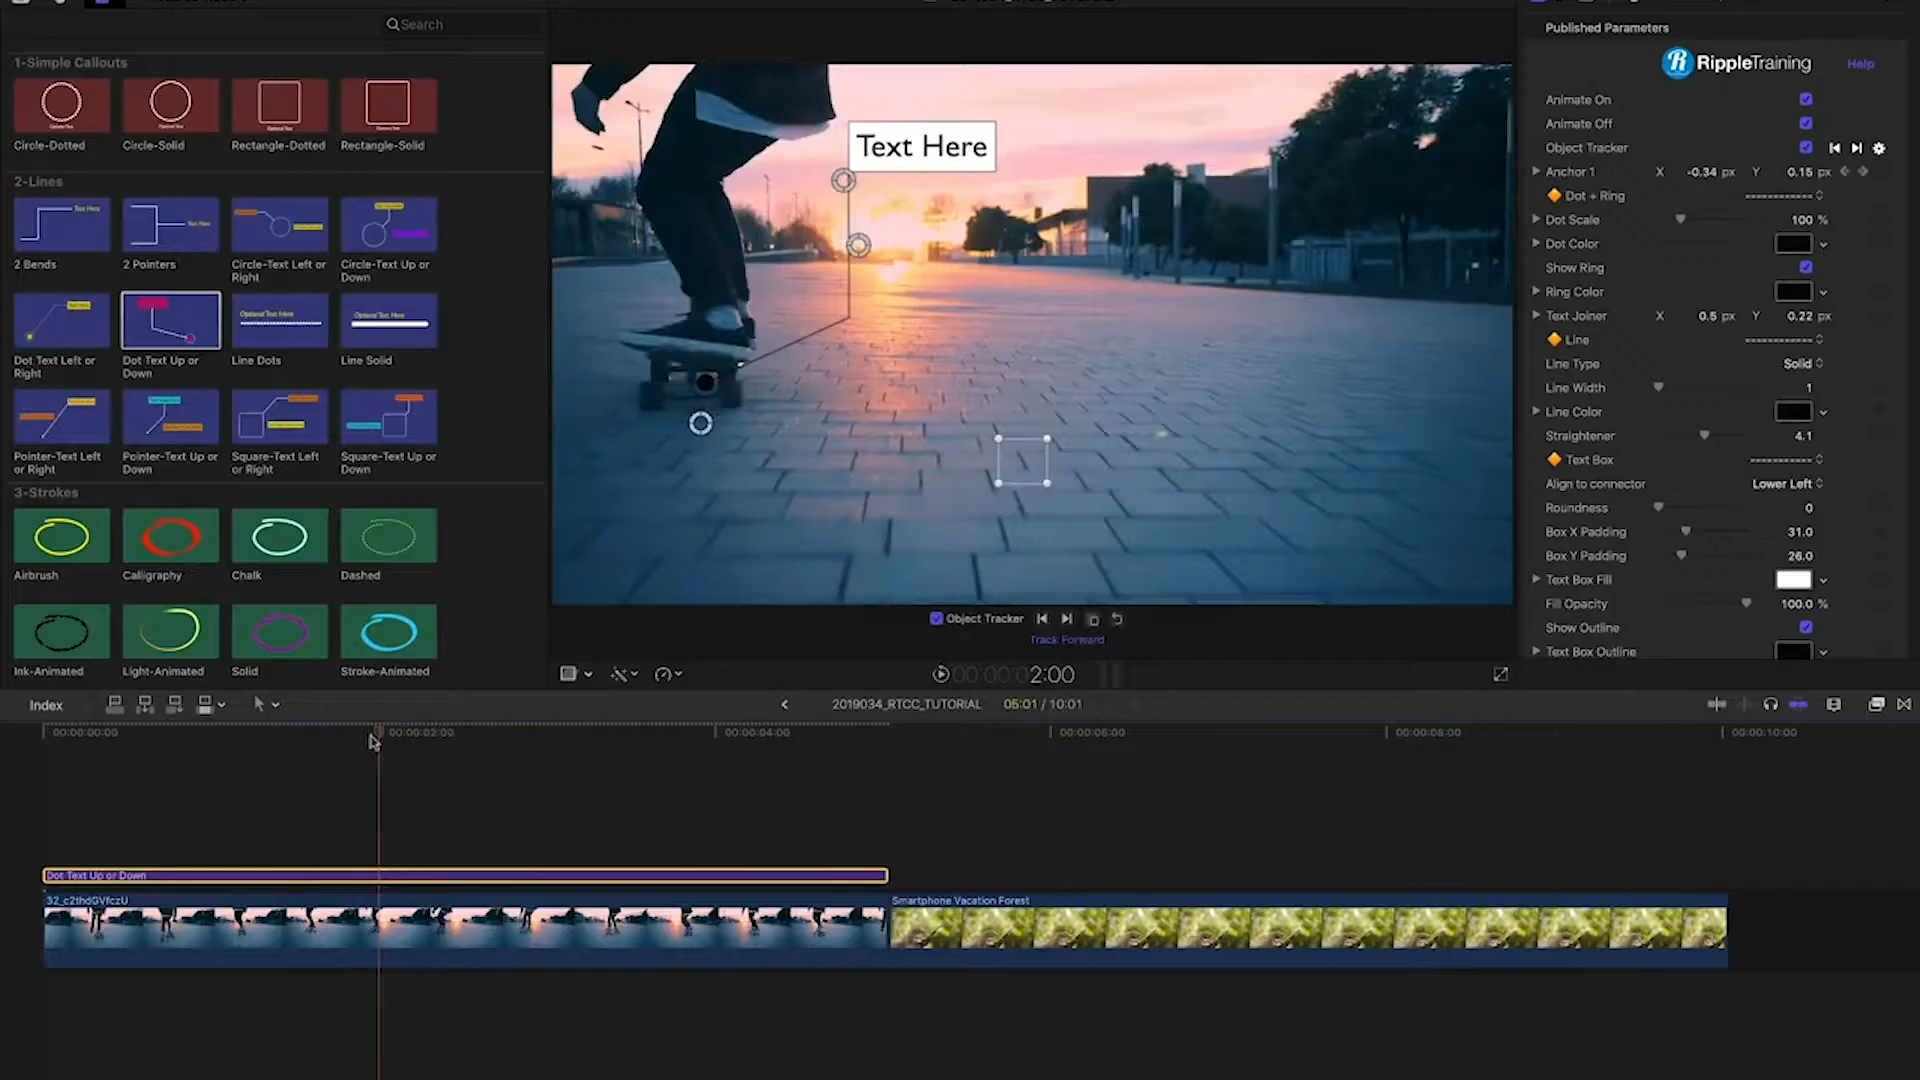 Search
Published Parameters
RippleTraining
Help
1-Simple Callouts
Circle-Dotted
Circle-Solid
Rectangle-Dotted
Rectangle-Solid
2-Lines
2 Bends
2 Pointers
Circle-Text Left or
Right
Circle-Text Up or
Down
Dot Text Left or
Right
Dot Text Up or
Down
Line Dots
Line Solid
Pointer-Text Left
or Right
Pointer-Text Up or
Down
Square-Text Left
or Right
Square-Text Up or
Down
3-Strokes
Airbrush
Calligraphy
Chalk
Dashed
Ink-Animated
Light-Animated
Solid
Stroke-Animated
Text Here
Object Tracker
Track Forward
00:00:00:02:00
Animate On
Animate Off
Object Tracker
Anchor 1 X -0.34 px Y 0.15 px
Dot + Ring
Dot Scale 100 %
Dot Color
Show Ring
Ring Color
Text Joiner X 0.5 px Y 0.22 px
Line
Line Type Solid
Line Width 1
Line Color
Straightener 4.1
Text Box
Align to connector Lower Left
Roundness 0
Box X Padding 31.0
Box Y Padding 26.0
Text Box Fill
Fill Opacity 100.0 %
Show Outline
Text Box Outline
Index
2019034_RTCC_TUTORIAL 05:01 / 10:01
00:00:00:00
00:00:02:00
00:00:04:00
00:00:06:00
00:00:08:00
00:00:10:00
Dot Text Up or Down
32_c2thdGVfczU
Smartphone Vacation Forest